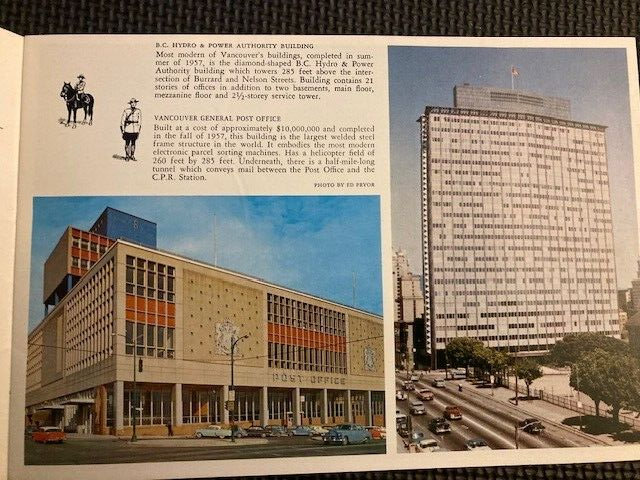 B.C. HYDRO & POWER AUTHORITY BUILDING
Most modern of Vancouver's buildings, completed in sum-
mer of 1957, is the diamond-shaped B.C. Hydro & Power
Authority building which towers 285 feet above the inter-
section of Burrard and Nelson Streets. Building contains 21
stories of offices in addition to two basements, main floor,
mezzanine floor and 2½-storey service tower.
VANCOUVER GENERAL POST OFFICE
Built at a cost of approximately $10,000,000 and completed
in the fall of 1957, this building is the largest welded steel
frame structure in the world. It embodies the most modern
electronic parcel sorting machines. Has a helicopter field of
260 feet by 285 feet. Underneath, there is a half-mile-long
tunnel which conveys mail between the Post Office and the
C.P.R. Station.
PHOTO BY ED PRYOR
POST OFFICE